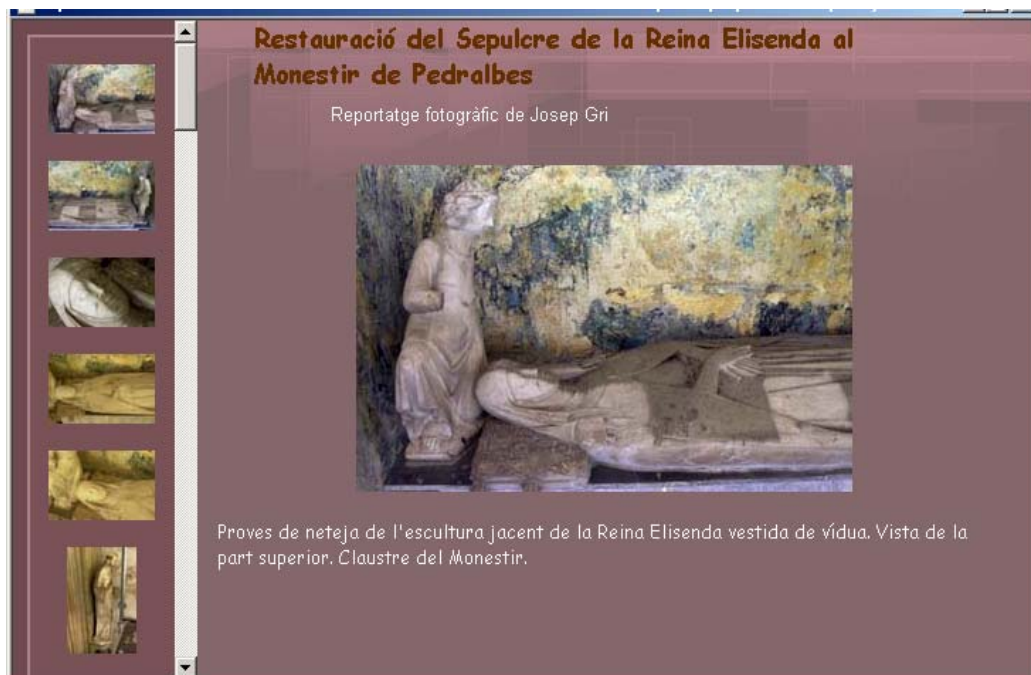 Restauració del Sepulcre de la Reina Elisenda al
Monestir de Pedralbes
Reportatge fotogràfic de Josep Gri
Proves de neteja de l'escultura jacent de la Reina Elisenda vestida de vídua. Vista de la
part superior. Claustre del Monestir.